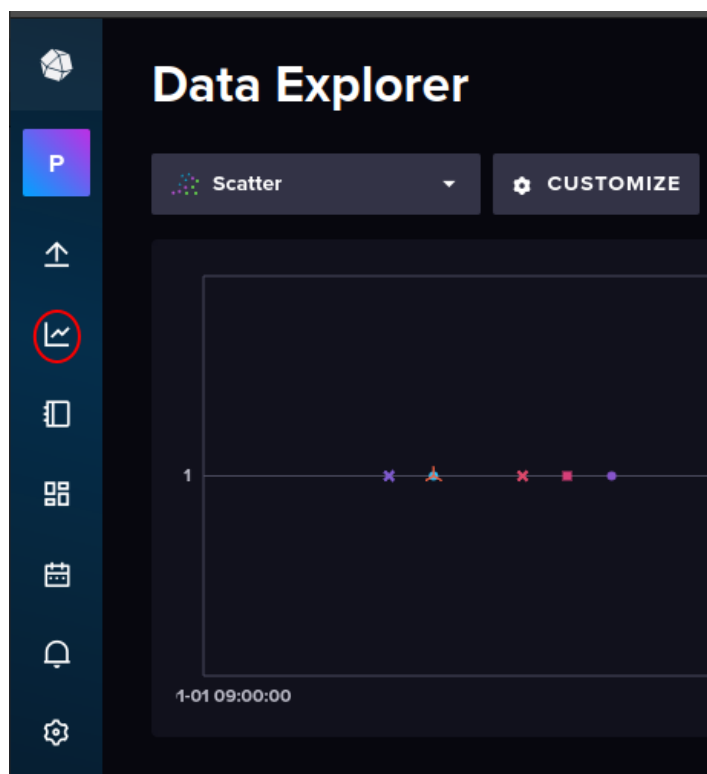 Data Explorer
P
Scatter
CUSTOMIZE
1
1-01 09:00:00